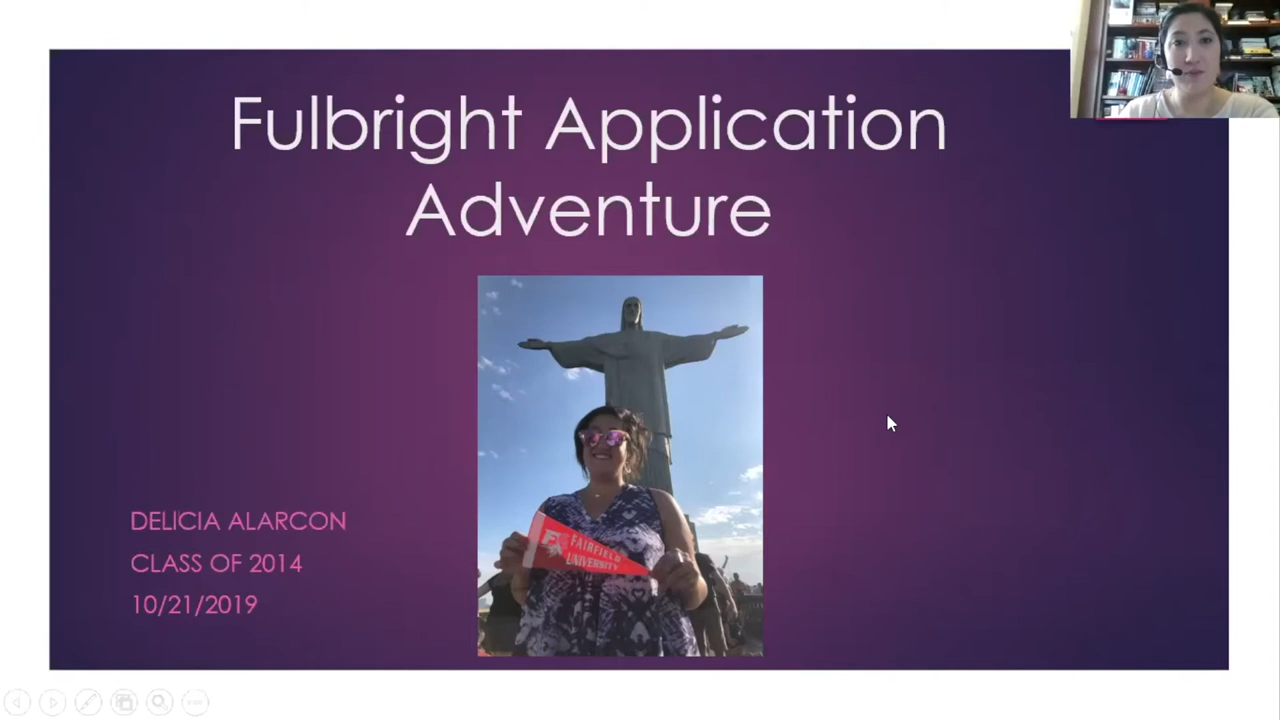 Fulbright Application
Adventure
FAIRFIELD
UNIVERSITY
DELICIA ALARCON
CLASS OF 2014
10/21/2019